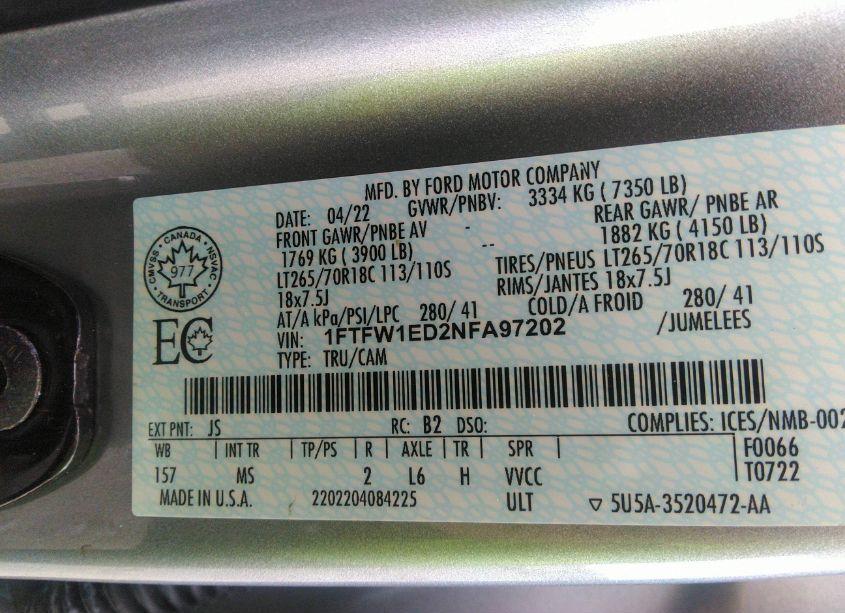 MFD. BY FORD MOTOR COMPANY
DATE: 04/22 GVWR/PNBV: 3334 KG ( 7350 LB)
FRONT GAWR/PNBE AV - REAR GAWR/ PNBE AR
1769 KG ( 3900 LB) -- 1882 KG ( 4150 LB)
LT265/70R18C 113/110S TIRES/PNEUS LT265/70R18C 113/110S
18x7.5J RIMS/JANTES 18x7.5J
AT/A kPa/PSI/LPC 280/ 41 COLD/A FROID 280/ 41
VIN: 1FTFW1ED2NFA97202 /JUMELEES
TYPE: TRU/CAM
CMVSS • CANADA • NSVAC • TRANSPORT •
977
EC
EXT PNT: JS RC: B2 DSO: COMPLIES: ICES/NMB-002
WB | INT TR | TP/PS | R | AXLE | TR | SPR F0066
157 MS 2 L6 H VVCC T0722
MADE IN U.S.A. 2202204084225 ULT ▽ 5U5A-3520472-AA